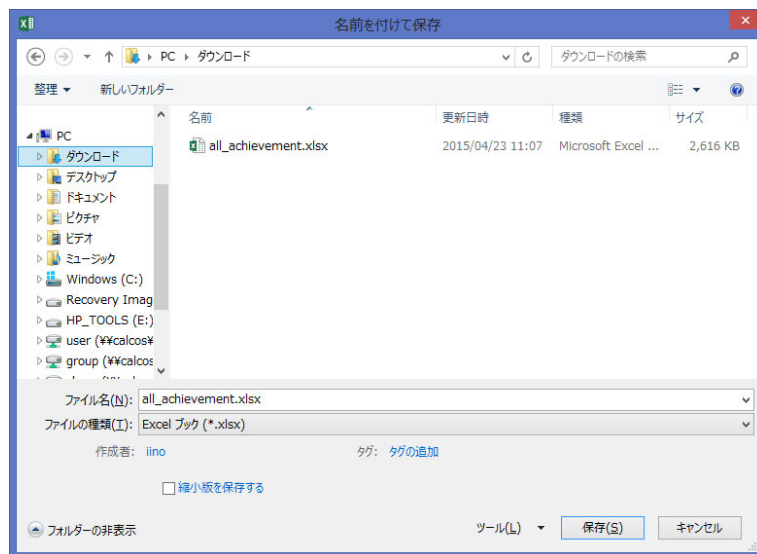 名前を付けて保存
PC ダウンロード ダウンロードの検索
整理 新しいフォルダー
名前 更新日時 種類 サイズ
all_achievement.xlsx 2015/04/23 11:07 Microsoft Excel ... 2,616 KB
PC
ダウンロード
デスクトップ
ドキュメント
ピクチャ
ビデオ
ミュージック
Windows (C:)
Recovery Imag
HP_TOOLS (E:)
user (¥¥calcos¥
group (¥¥calcos
ファイル名(N): all_achievement.xlsx
ファイルの種類(T): Excel ブック (*.xlsx)
作成者: iino タグ: タグの追加
縮小版を保存する
フォルダーの非表示 ツール(L) 保存(S) キャンセル